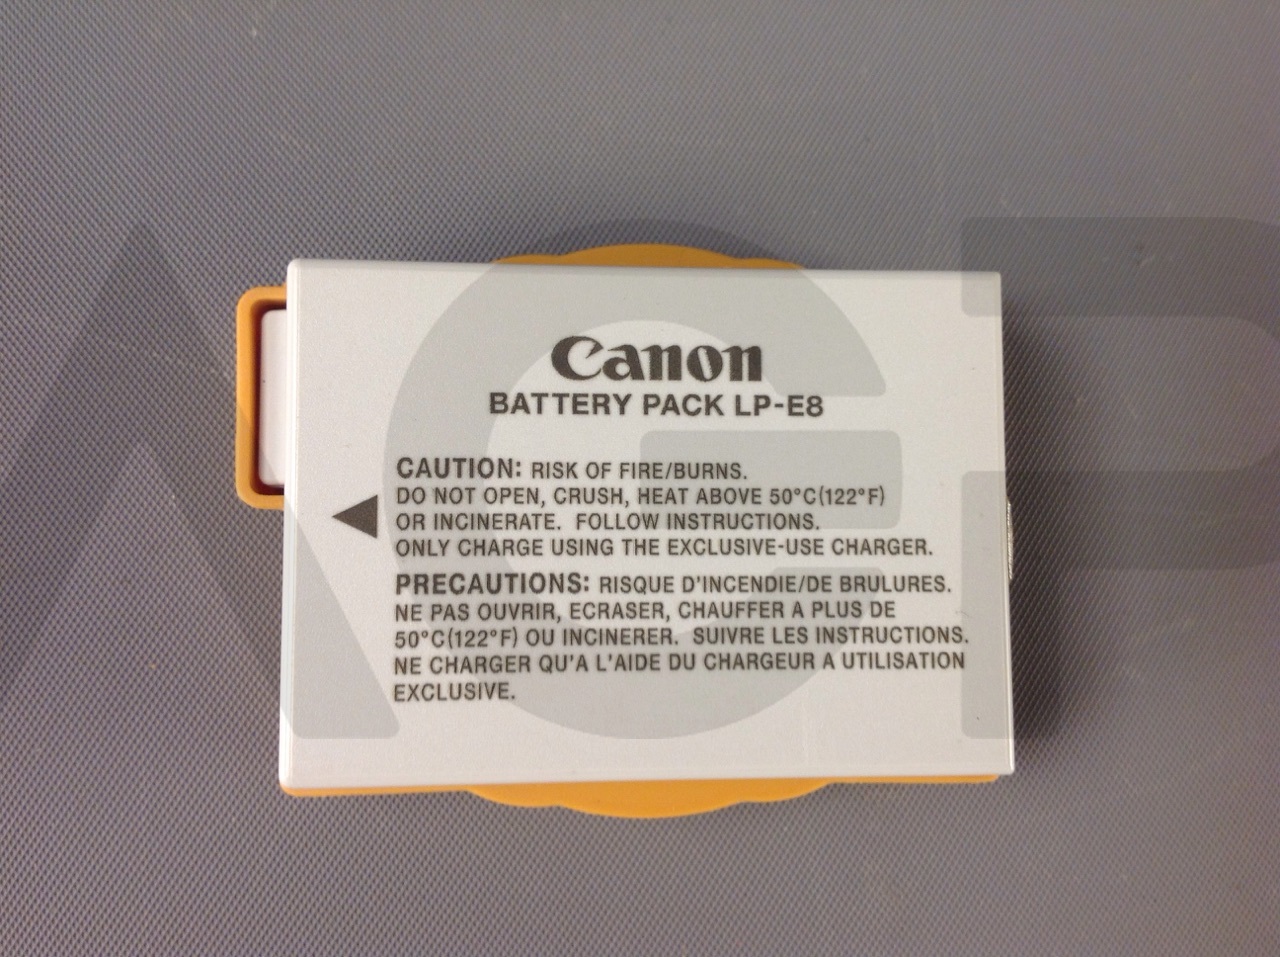 Canon
BATTERY PACK LP-E8
CAUTION: RISK OF FIRE/BURNS.
DO NOT OPEN, CRUSH, HEAT ABOVE 50°C(122°F)
OR INCINERATE. FOLLOW INSTRUCTIONS.
ONLY CHARGE USING THE EXCLUSIVE-USE CHARGER.
PRECAUTIONS: RISQUE D'INCENDIE/DE BRULURES.
NE PAS OUVRIR, ECRASER, CHAUFFER A PLUS DE
50°C(122°F) OU INCINERER. SUIVRE LES INSTRUCTIONS.
NE CHARGER QU'A L'AIDE DU CHARGEUR A UTILISATION
EXCLUSIVE.